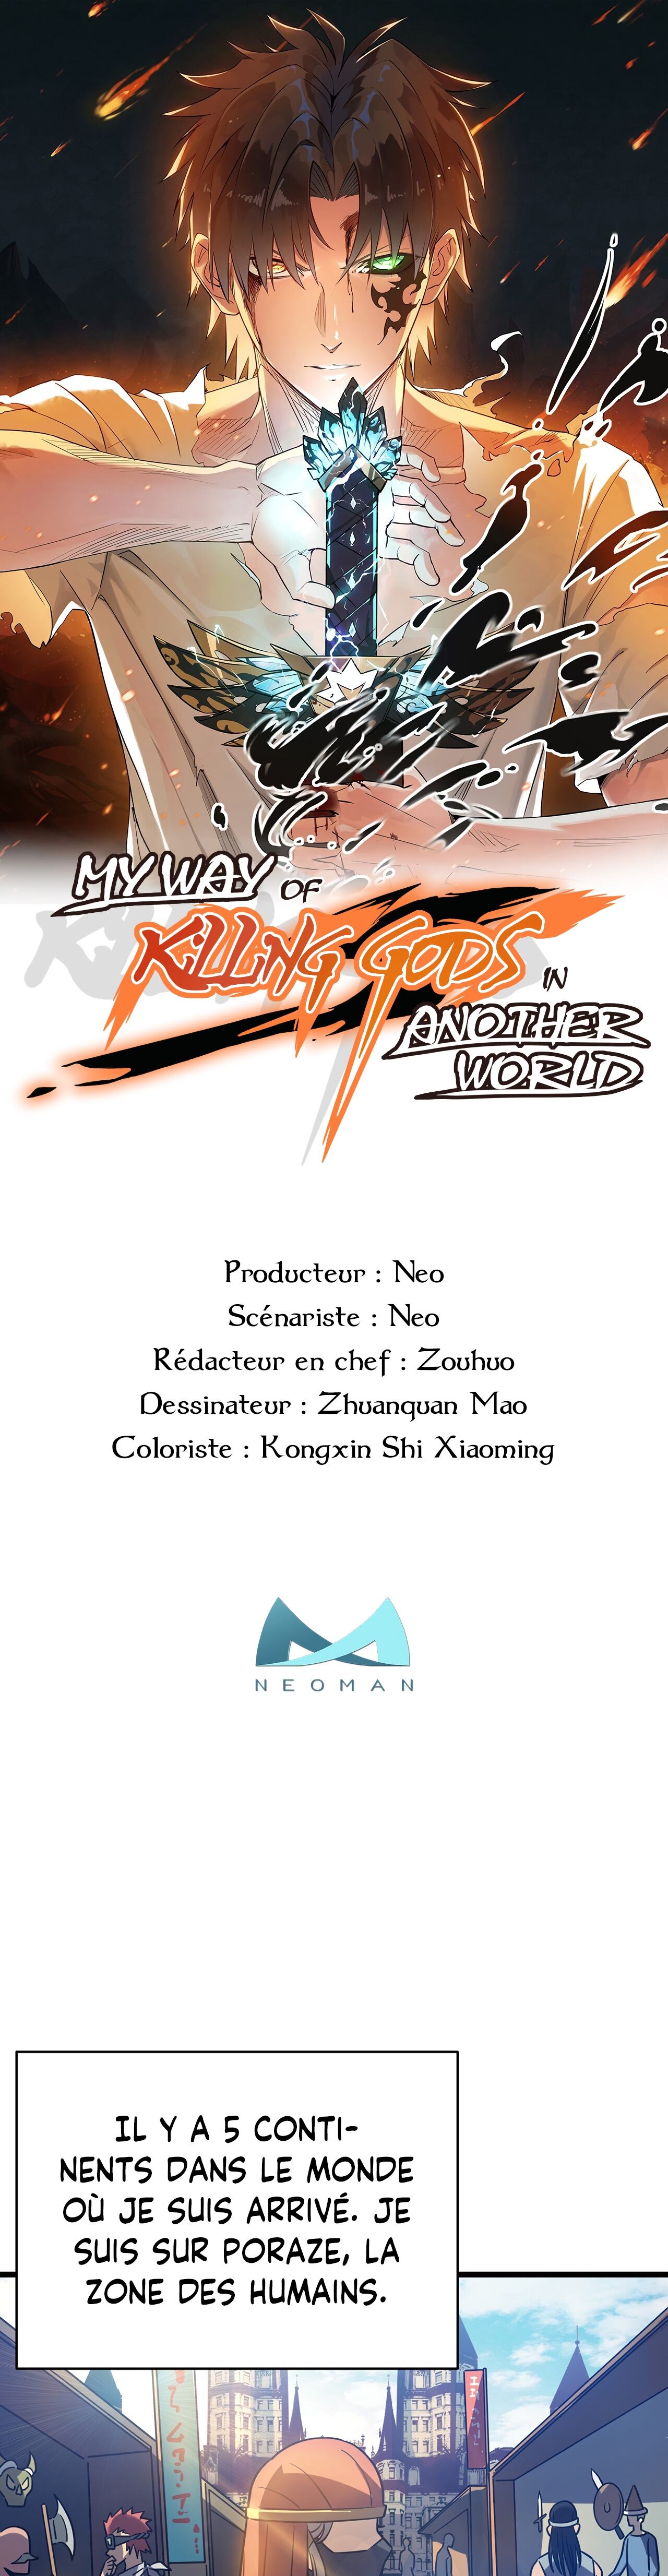 MY WAY OF
KILLING GODS IN
ANOTHER
WORLD
Producteur : Neo
Scénariste : Neo
Rédacteur en chef : Zouhuo
Dessinateur : Zhuanquan Mao
Coloriste : Kongxin Shi Xiaoming
NEOMAN
IL Y A 5 CONTI-
NENTS DANS LE MONDE
OÙ JE SUIS ARRIVÉ. JE
SUIS SUR PORAZE, LA
ZONE DES HUMAINS.